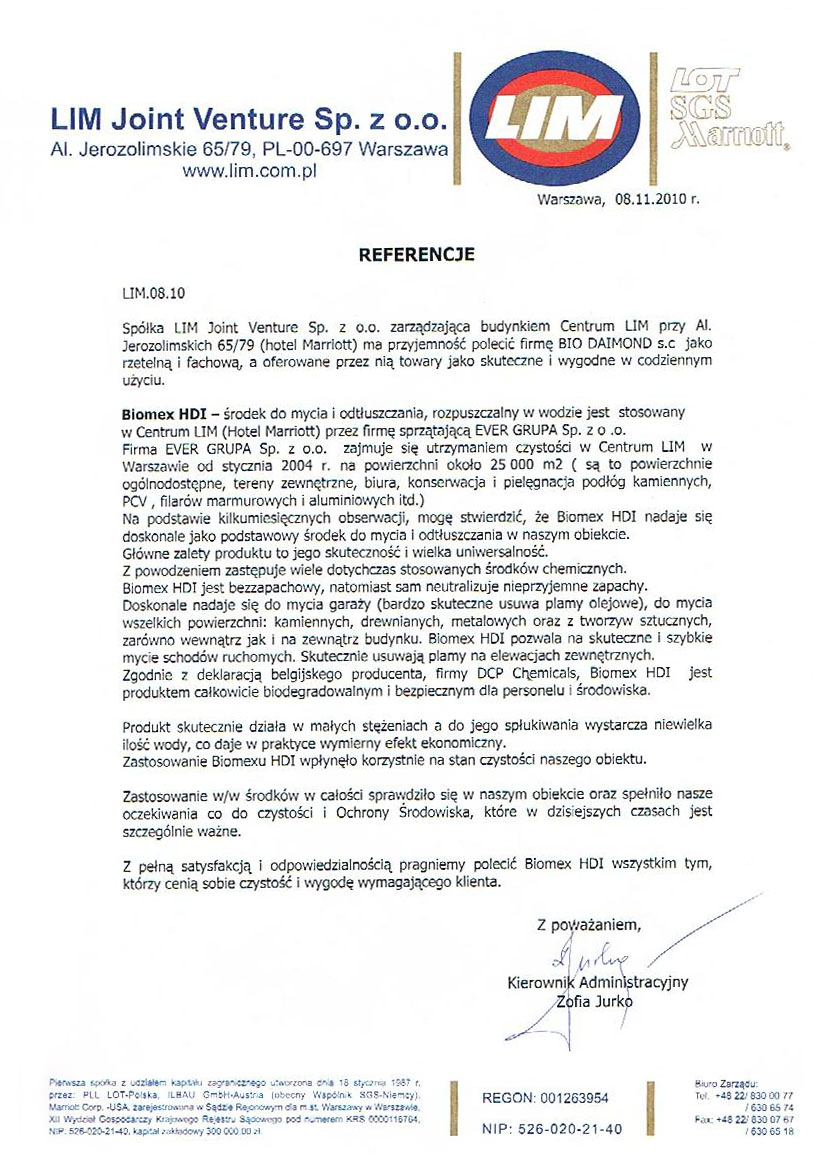 LIM Joint Venture Sp. z o.o.
Al. Jerozolimskie 65/79, PL-00-697 Warszawa
www.lim.com.pl
LIM
LOT
SGS
Marriott®
Warszawa, 08.11.2010 r.
REFERENCJE
LIM.08.10
Spółka LIM Joint Venture Sp. z o.o. zarządzająca budynkiem Centrum LIM przy Al.
Jerozolimskich 65/79 (hotel Marriott) ma przyjemność polecić firmę BIO DAIMOND s.c jako
rzetelną i fachową, a oferowane przez nią towary jako skuteczne i wygodne w codziennym
użyciu.
Biomex HDI – środek do mycia i odtłuszczania, rozpuszczalny w wodzie jest stosowany
w Centrum LIM (Hotel Marriott) przez firmę sprzątającą EVER GRUPA Sp. z o .o.
Firma EVER GRUPA Sp. z o.o. zajmuje się utrzymaniem czystości w Centrum LIM w
Warszawie od stycznia 2004 r. na powierzchni około 25 000 m2 ( są to powierzchnie
ogólnodostępne, tereny zewnętrzne, biura, konserwacja i pielęgnacja podłóg kamiennych,
PCV , filarów marmurowych i aluminiowych itd.)
Na podstawie kilkumiesięcznych obserwacji, mogę stwierdzić, że Biomex HDI nadaje się
doskonale jako podstawowy środek do mycia i odtłuszczania w naszym obiekcie.
Główne zalety produktu to jego skuteczność i wielka uniwersalność.
Z powodzeniem zastępuje wiele dotychczas stosowanych środków chemicznych.
Biomex HDI jest bezzapachowy, natomiast sam neutralizuje nieprzyjemne zapachy.
Doskonale nadaje się do mycia garaży (bardzo skuteczne usuwa plamy olejowe), do mycia
wszelkich powierzchni: kamiennych, drewnianych, metalowych oraz z tworzyw sztucznych,
zarówno wewnątrz jak i na zewnątrz budynku. Biomex HDI pozwala na skuteczne i szybkie
mycie schodów ruchomych. Skutecznie usuwają plamy na elewacjach zewnętrznych.
Zgodnie z deklaracją belgijskiego producenta, firmy DCP Chemicals, Biomex HDI jest
produktem całkowicie biodegradowalnym i bezpiecznym dla personelu i środowiska.
Produkt skutecznie działa w małych stężeniach a do jego spłukiwania wystarcza niewielka
ilość wody, co daje w praktyce wymierny efekt ekonomiczny.
Zastosowanie Biomexu HDI wpłynęło korzystnie na stan czystości naszego obiektu.
Zastosowanie w/w środków w całości sprawdziło się w naszym obiekcie oraz spełniło nasze
oczekiwania co do czystości i Ochrony Środowiska, które w dzisiejszych czasach jest
szczególnie ważne.
Z pełną satysfakcją i odpowiedzialnością pragniemy polecić Biomex HDI wszystkim tym,
którzy cenią sobie czystość i wygodę wymagającego klienta.
Z poważaniem,
Kierownik Administracyjny
Zofia Jurko
Pierwsza spółka z udziałem kapitału zagranicznego utworzona dnia 18 stycznia 1987 r.
przez: PLL LOT-Polska, ILBAU GmbH-Austria (obecny Wspólnik SGS-Niemcy),
Marriott Corp. -USA, zarejestrowana w Sądzie Rejonowym dla m.st. Warszawy w Warszawie,
XII Wydział Gospodarczy Krajowego Rejestru Sądowego pod numerem KRS 0000116764,
NIP: 526-020-21-40, kapitał zakładowy 300 000,00 zł.
REGON: 001263954
NIP: 526-020-21-40
Biuro Zarządu:
Tel. +48 22/ 830 00 77
/ 630 65 74
Fax: +48 22/ 830 07 67
/ 630 65 18